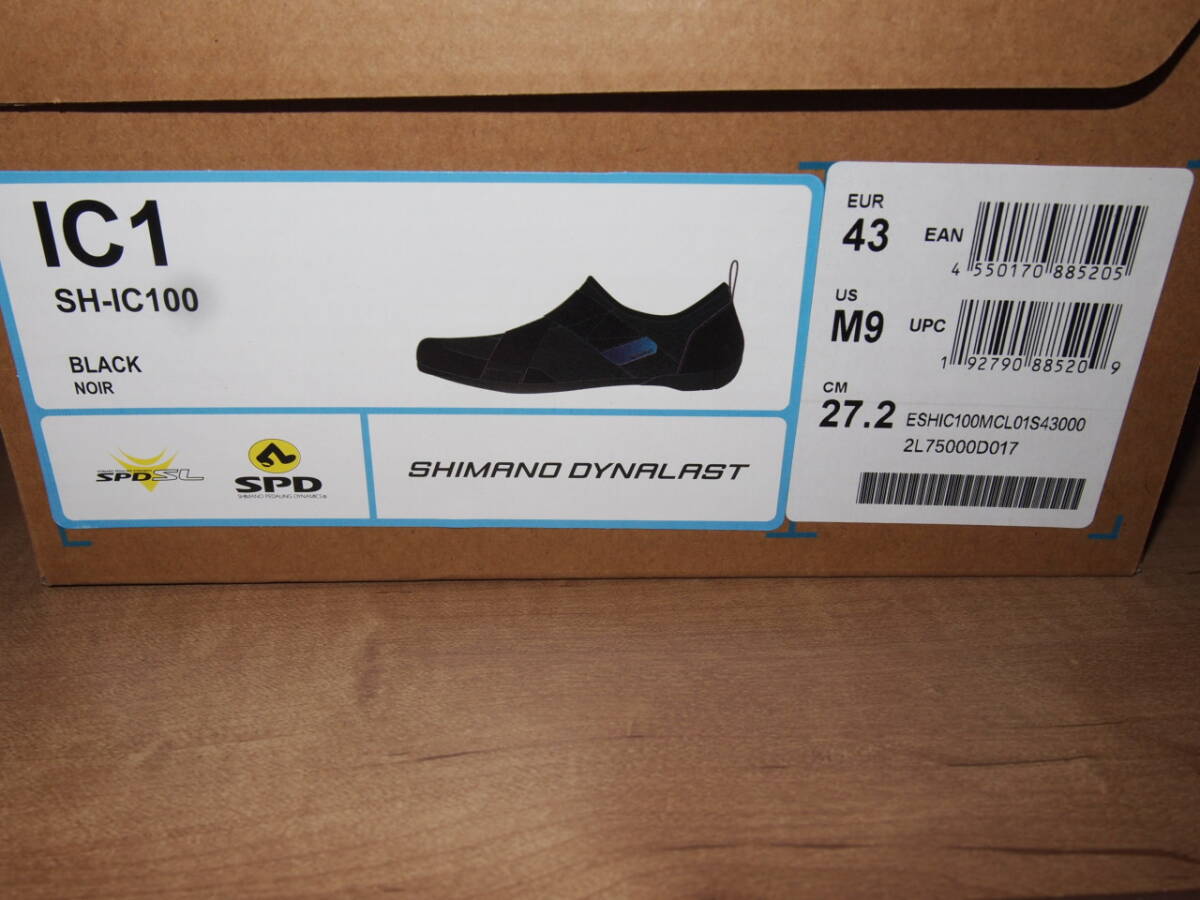 IC1
SH-IC100
BLACK
NOIR
SPD-SL
SPD
SHIMANO PEDALING DYNAMICS®
SHIMANO DYNALAST
EUR
43
EAN
4 550170 885205
US
M9
UPC
1 92790 88520 9
CM
27.2
ESHIC100MCL01S43000
2L75000D017